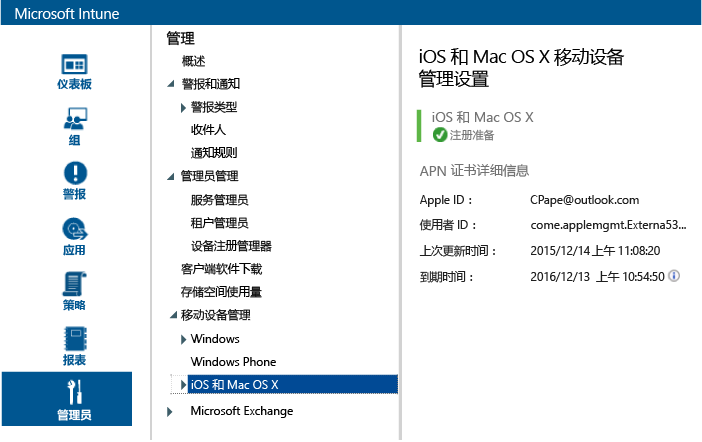 Microsoft Intune
仪表板
组
警报
应用
策略
报表
管理员
管理
概述
警报和通知
警报类型
收件人
通知规则
管理员管理
服务管理员
租户管理员
设备注册管理器
客户端软件下载
存储空间使用量
移动设备管理
Windows
Windows Phone
iOS 和 Mac OS X
Microsoft Exchange
iOS 和 Mac OS X 移动设备
管理设置
iOS 和 Mac OS X
注册准备
APN 证书详细信息
Apple ID： CPape@outlook.com
使用者 ID： come.applemgmt.Externa53...
上次更新时间： 2015/12/14 上午 11:08:20
到期时间： 2016/12/13 上午 10:54:50